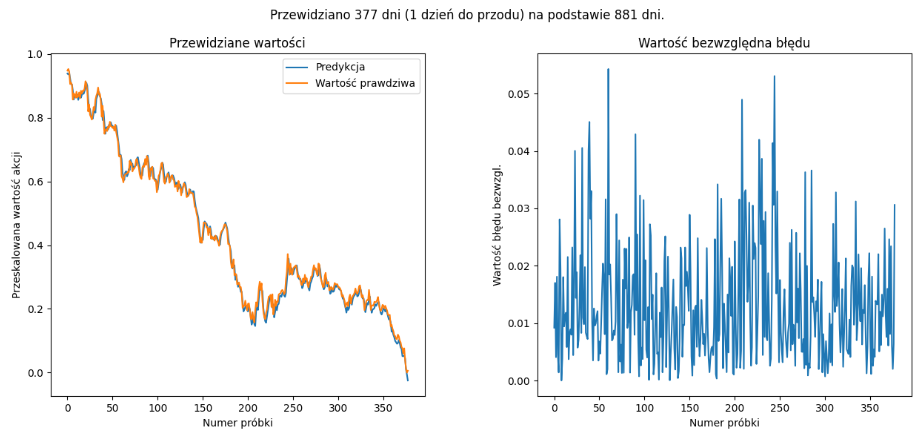 Przewidziano 377 dni (1 dzień do przodu) na podstawie 881 dni.
Przewidziane wartości
Przeskalowana wartość akcji
1.0
0.8
0.6
0.4
0.2
0.0
Predykcja
Wartość prawdziwa
0 50 100 150 200 250 300 350
Numer próbki
Wartość bezwzględna błędu
Wartość błędu bezwzgl.
0.05
0.04
0.03
0.02
0.01
0.00
0 50 100 150 200 250 300 350
Numer próbki